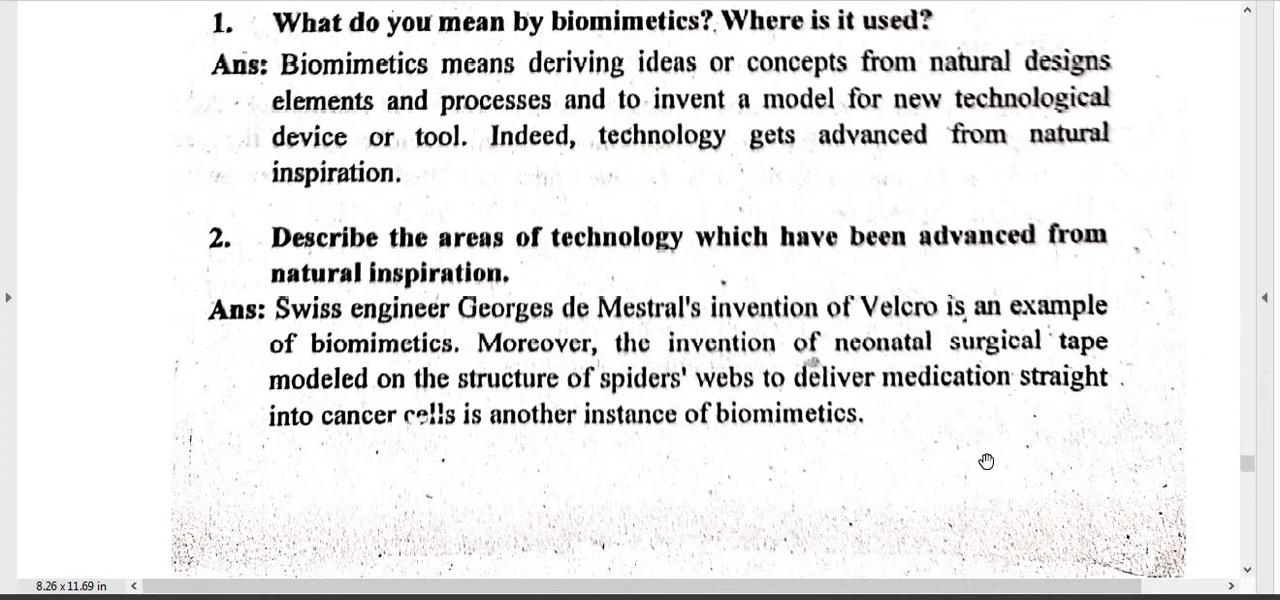 1. What do you mean by biomimetics? Where is it used?
Ans: Biomimetics means deriving ideas or concepts from natural designs
elements and processes and to invent a model for new technological
device or tool. Indeed, technology gets advanced from natural
inspiration.
2. Describe the areas of technology which have been advanced from
natural inspiration.
Ans: Swiss engineer Georges de Mestral's invention of Velcro is an example
of biomimetics. Moreover, the invention of neonatal surgical tape
modeled on the structure of spiders' webs to deliver medication straight
into cancer cells is another instance of biomimetics.
8.26 x 11.69 in